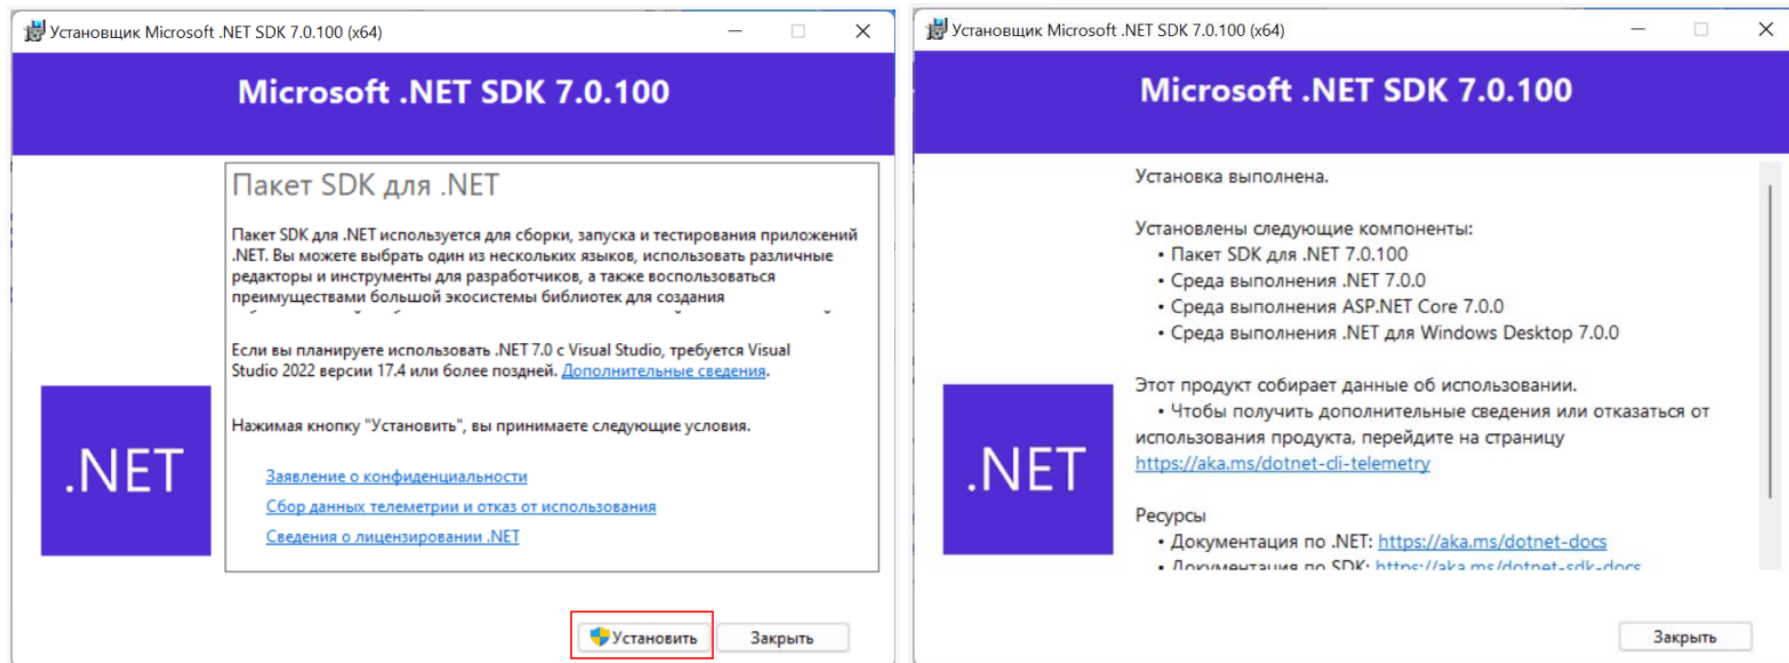 Установщик Microsoft .NET SDK 7.0.100 (x64)
Microsoft .NET SDK 7.0.100
Пакет SDK для .NET
Пакет SDK для .NET используется для сборки, запуска и тестирования приложений
.NET. Вы можете выбрать один из нескольких языков, использовать различные
редакторы и инструменты для разработчиков, а также воспользоваться
преимуществами большой экосистемы библиотек для создания
Если вы планируете использовать .NET 7.0 с Visual Studio, требуется Visual
Studio 2022 версии 17.4 или более поздней. Дополнительные сведения.
Нажимая кнопку "Установить", вы принимаете следующие условия.
.NET
Заявление о конфиденциальности
Сбор данных телеметрии и отказ от использования
Сведения о лицензировании .NET
Установить
Закрыть
Установщик Microsoft .NET SDK 7.0.100 (x64)
Microsoft .NET SDK 7.0.100
Установка выполнена.
Установлены следующие компоненты:
• Пакет SDK для .NET 7.0.100
• Среда выполнения .NET 7.0.0
• Среда выполнения ASP.NET Core 7.0.0
• Среда выполнения .NET для Windows Desktop 7.0.0
Этот продукт собирает данные об использовании.
• Чтобы получить дополнительные сведения или отказаться от
использования продукта, перейдите на страницу
https://aka.ms/dotnet-cli-telemetry
.NET
Ресурсы
• Документация по .NET: https://aka.ms/dotnet-docs
• Документация по SDK: https://aka.ms/dotnet-sdk-docs
Закрыть